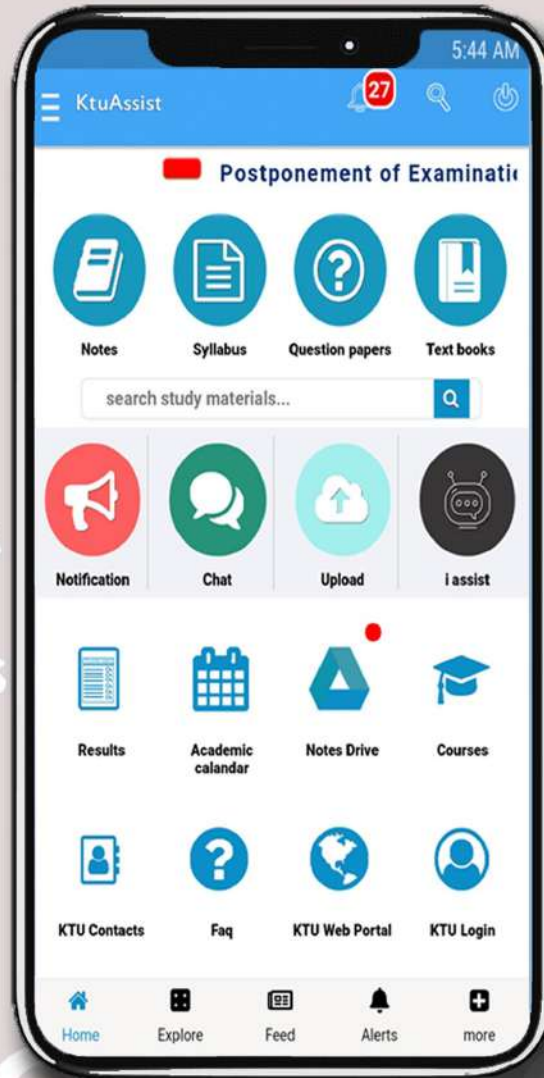 5:44 AM
KtuAssist
27
Postponement of Examinatio
Notes Syllabus Question papers Text books
search study materials...
Notification Chat Upload i assist
Results Academic calandar Notes Drive Courses
KTU Contacts Faq KTU Web Portal KTU Login
Home Explore Feed Alerts more